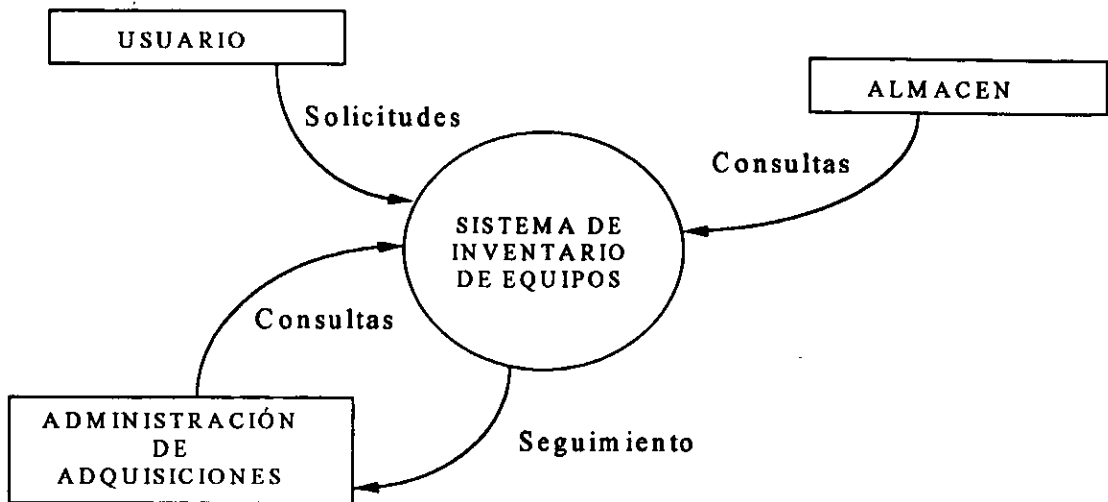 USUARIO
ALMACEN
Solicitudes
Consultas
SISTEMA DE
INVENTARIO
DE EQUIPOS
Consultas
ADMINISTRACIÓN
DE
ADQUISICIONES
Seguimiento